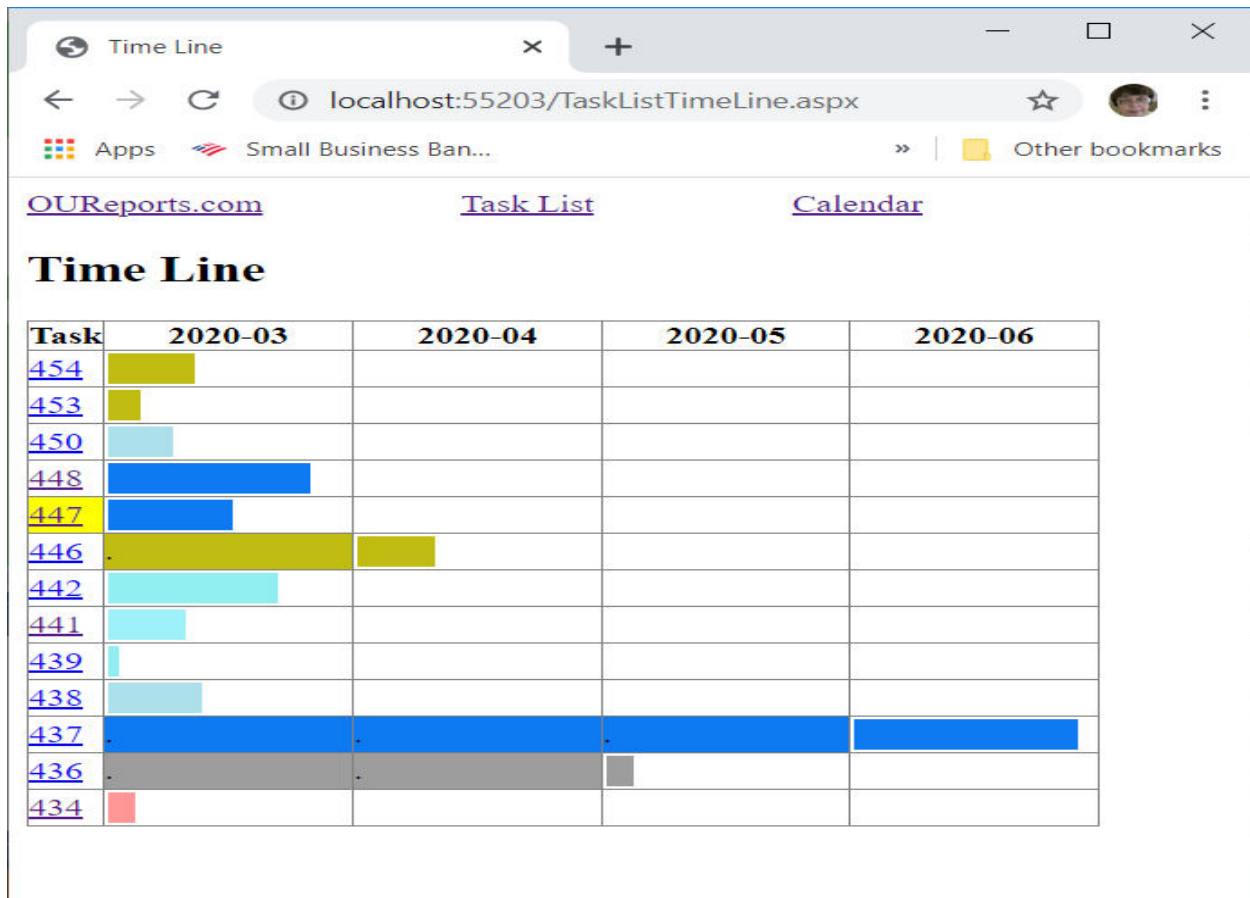 Time Line
localhost:55203/TaskListTimeLine.aspx
Apps Small Business Ban... » Other bookmarks
OUReports.com Task List Calendar
Time Line
Task 2020-03 2020-04 2020-05 2020-06
454
453
450
448
447
446 .
442
441
439
438
437 . . .
436 . .
434